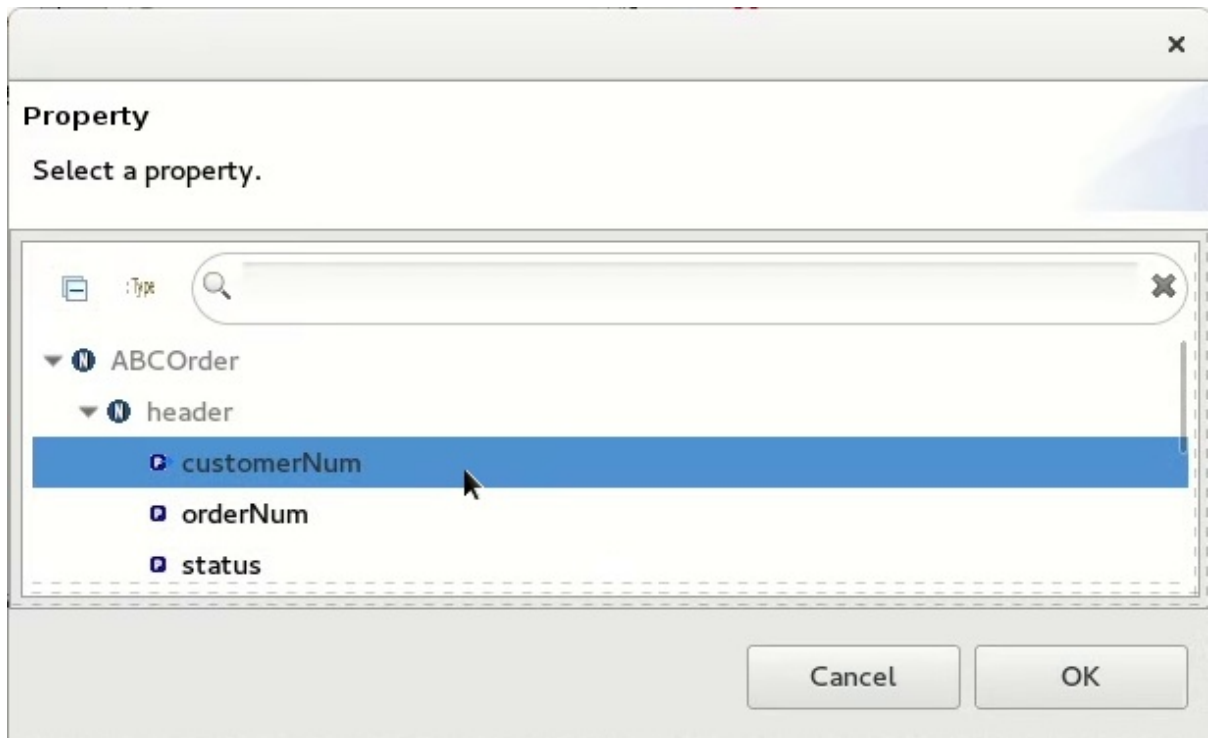 Property
Select a property.
: Type
ABCOrder
header
customerNum
orderNum
status
Cancel OK